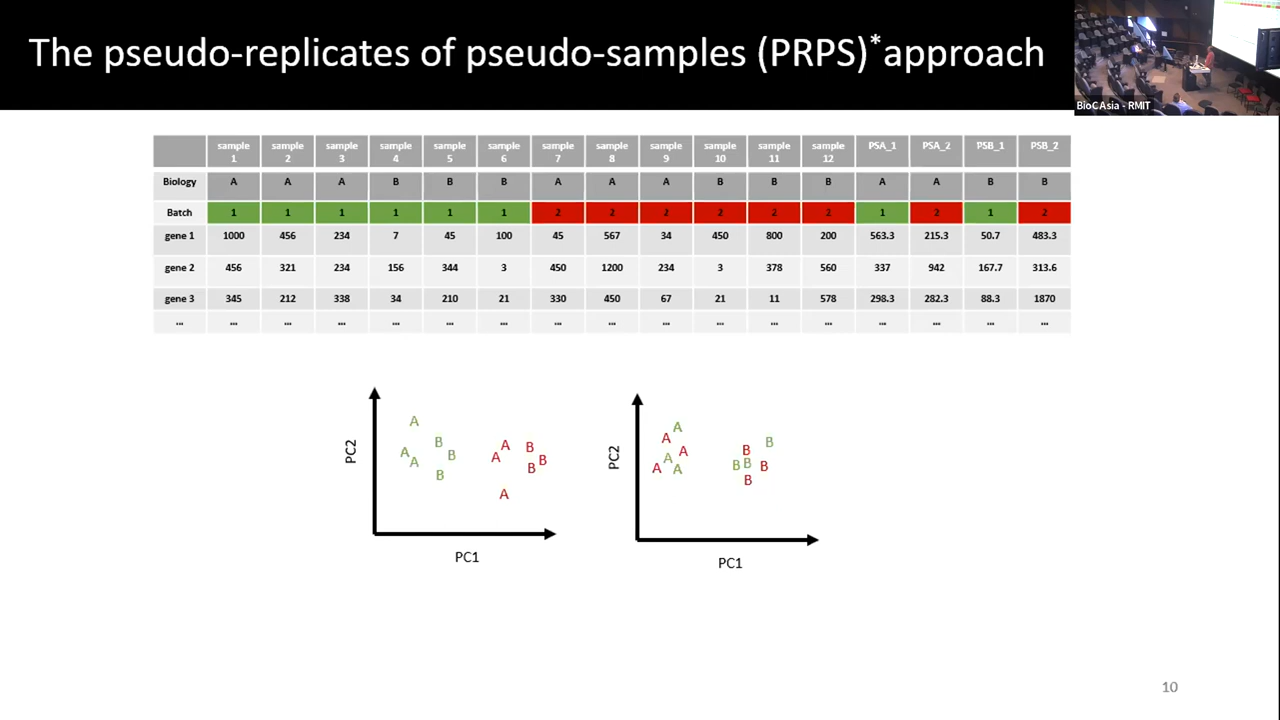 The pseudo-replicates of pseudo-samples (PRPS)* approach
BioCAsia - RMIT
sample 1 sample 2 sample 3 sample 4 sample 5 sample 6 sample 7 sample 8 sample 9 sample 10 sample 11 sample 12 PSA_1 PSA_2 PSB_1 PSB_2
Biology A A A B B B A A A B B B A A B B
Batch 1 1 1 1 1 1 2 2 2 2 2 2 1 2 1 2
gene 1 1000 456 234 7 45 100 45 567 34 450 800 200 563.3 215.3 50.7 483.3
gene 2 456 321 234 156 344 3 450 1200 234 3 378 560 337 942 167.7 313.6
gene 3 345 212 338 34 210 21 330 450 67 21 11 578 298.3 282.3 88.3 1870
... ... ... ... ... ... ... ... ... ... ... ... ... ... ... ... ...
PC2
A
B
A
B
A
B
A
B
A
B
B
A
PC1
PC2
A
A
A
A
A
A
B
B
B
B
B
B
PC1
10